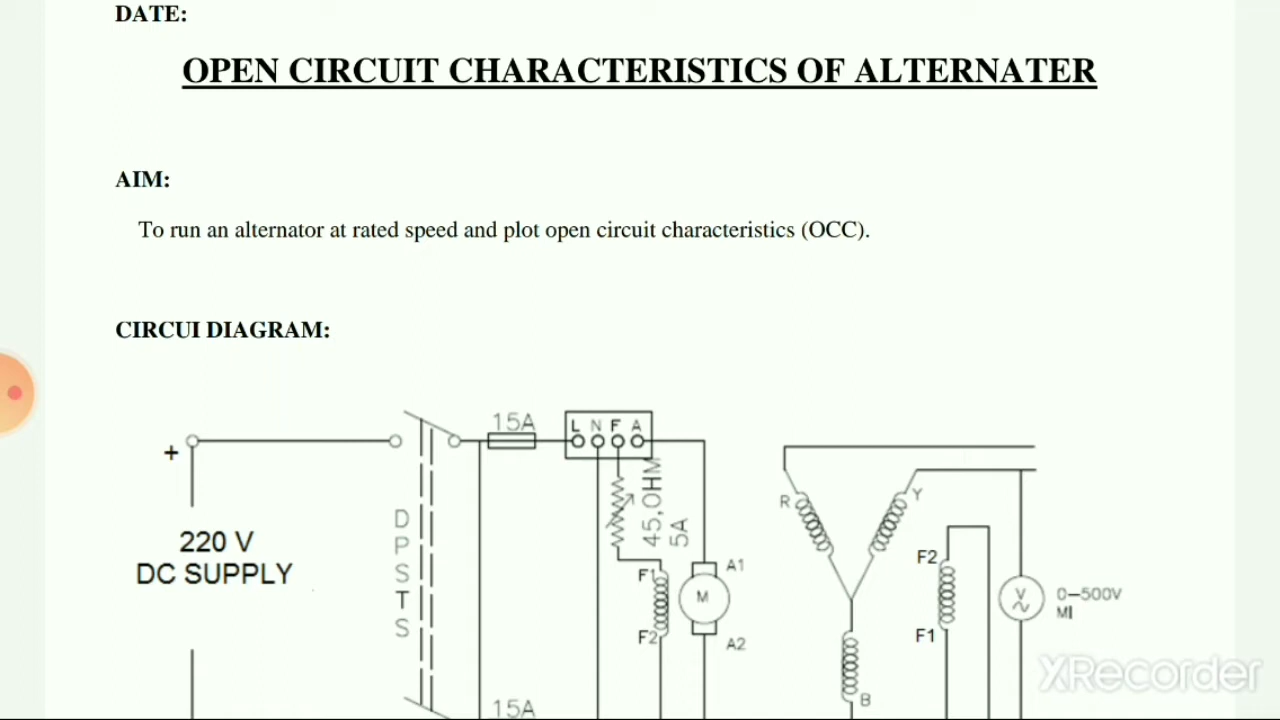 DATE:
OPEN CIRCUIT CHARACTERISTICS OF ALTERNATER
AIM:
To run an alternator at rated speed and plot open circuit characteristics (OCC).
CIRCUI DIAGRAM:
15A
L N F A
+
220 V
DC SUPPLY
D
P
S
T
S
45,OHM
5A
F1
F2
A1
M
A2
R
Y
F2
F1
V
0-500V
MI
B
15A
XRecorder